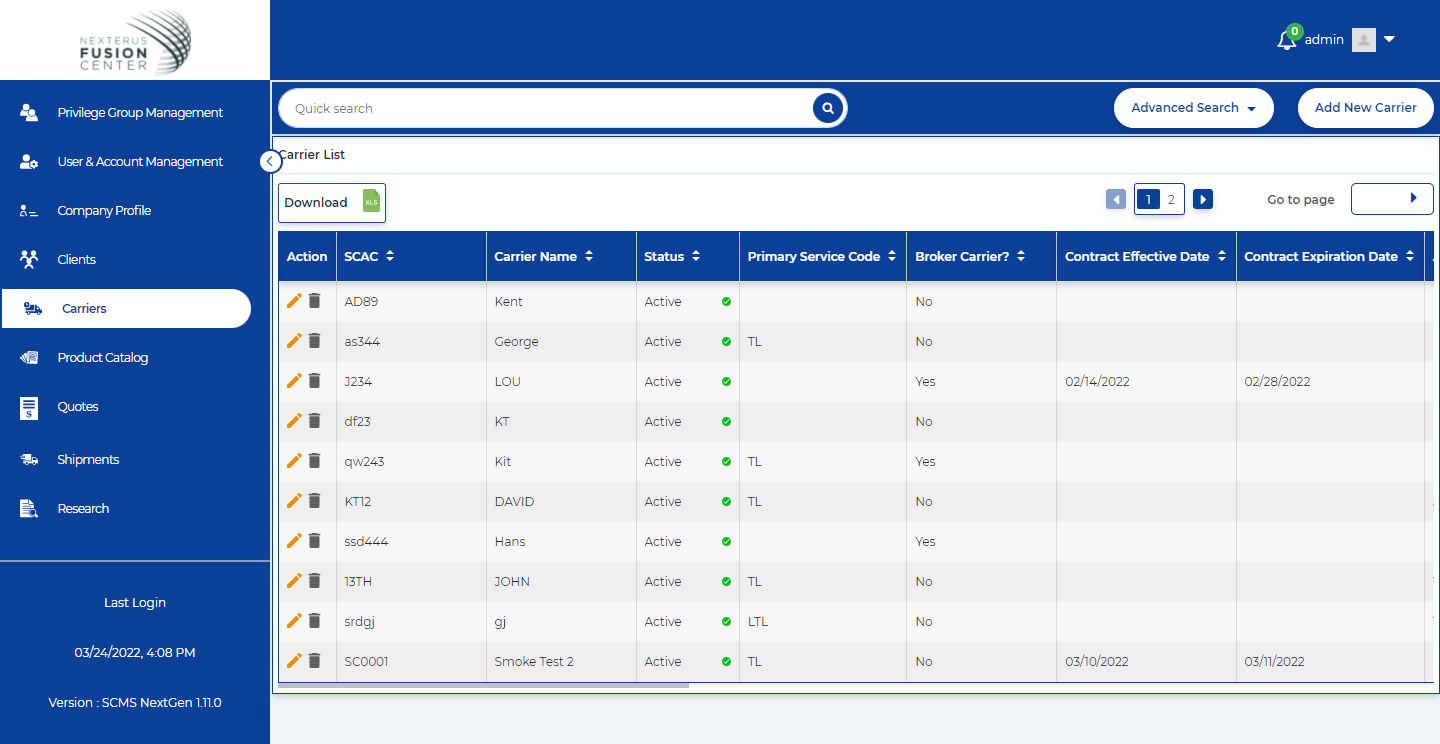 NEXTERUS
FUSION
CENTER
0
admin
Privilege Group Management
User & Account Management
Company Profile
Clients
Carriers
Product Catalog
Quotes
Shipments
Research
Last Login
03/24/2022, 4:08 PM
Version : SCMS NextGen 1.11.0
Quick search
Advanced Search
Add New Carrier
Carrier List
Download XLS
1 2
Go to page
Action SCAC Carrier Name Status Primary Service Code Broker Carrier? Contract Effective Date Contract Expiration Date
AD89 Kent Active No
as344 George Active TL No
J234 LOU Active Yes 02/14/2022 02/28/2022
df23 KT Active No
qw243 Kit Active TL Yes
KT12 DAVID Active TL No
ssd444 Hans Active Yes
13TH JOHN Active TL No
srdgj gj Active LTL No
SC0001 Smoke Test 2 Active TL No 03/10/2022 03/11/2022